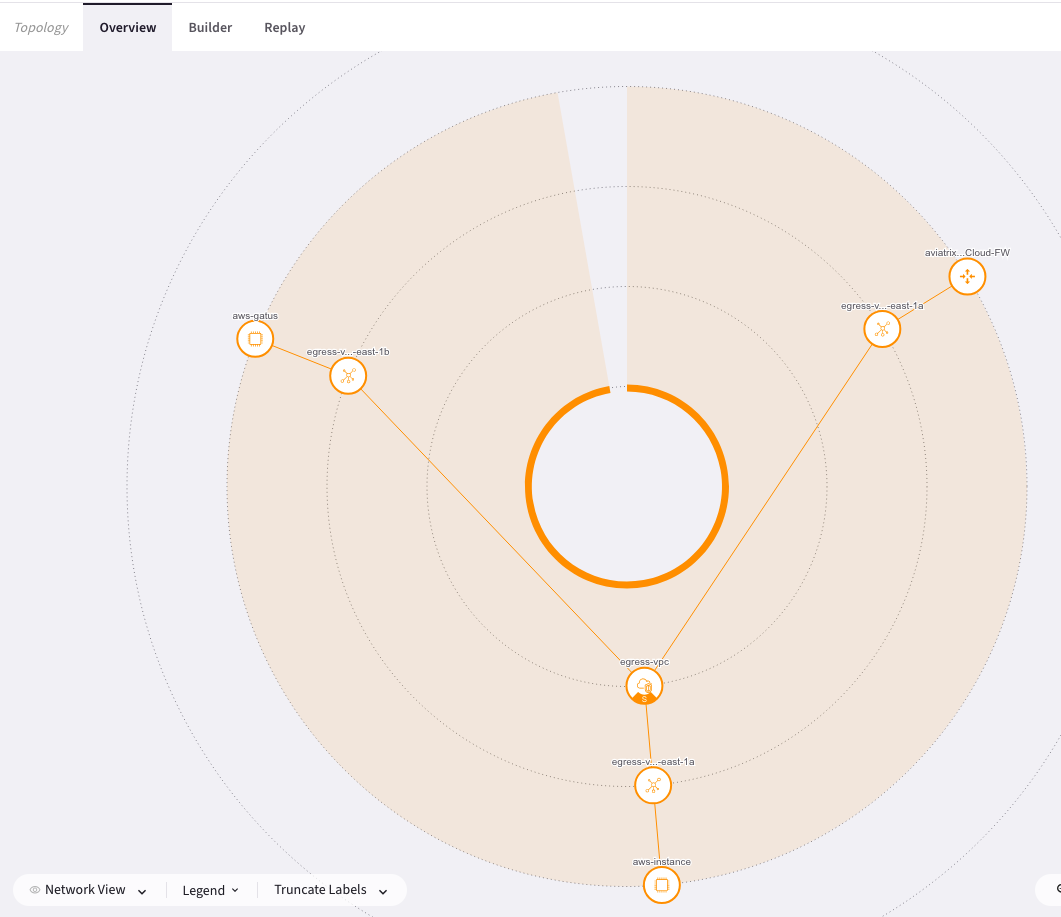 Topology Overview Builder Replay
aviatrix...Cloud-FW
egress-v...-east-1a
aws-gatus
egress-v...-east-1b
egress-vpc
egress-v...-east-1a
aws-instance
Network View Legend Truncate Labels